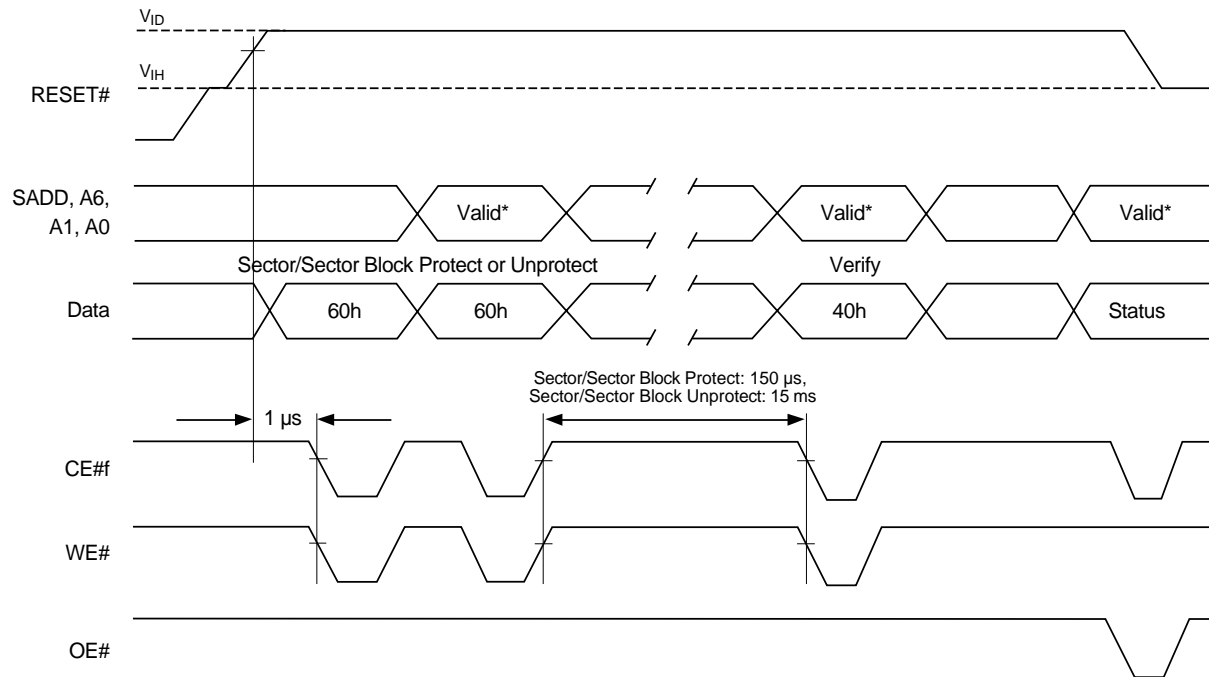 VID
VIH
RESET#
SADD, A6,
A1, A0
Valid*
Valid*
Valid*
Sector/Sector Block Protect or Unprotect
Verify
Data
60h
60h
40h
Status
Sector/Sector Block Protect: 150 µs,
Sector/Sector Block Unprotect: 15 ms
1 µs
CE#f
WE#
OE#